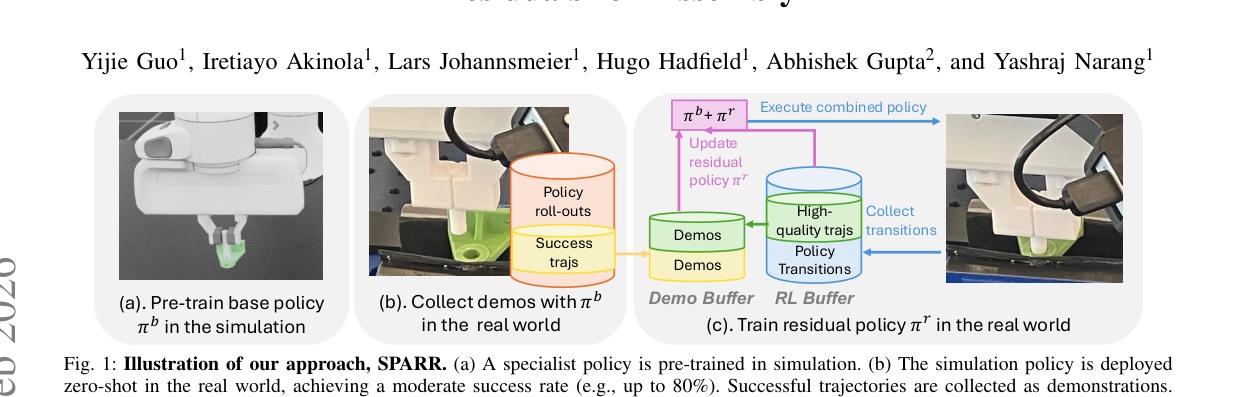 Yijie Guo¹, Iretiayo Akinola¹, Lars Johannsmeier¹, Hugo Hadfield¹, Abhishek Gupta², and Yashraj Narang¹
Policy
roll-outs
Success
trajs
(a). Pre-train base policy
πᵇ in the simulation
(b). Collect demos with πᵇ
in the real world
πᵇ+ πʳ
Execute combined policy
Update
residual
policy πʳ
High-
quality trajs
Policy
Transitions
Collect
transitions
Demos
Demos
Demo Buffer
RL Buffer
(c). Train residual policy πʳ in the real world
Fig. 1: Illustration of our approach, SPARR. (a) A specialist policy is pre-trained in simulation. (b) The simulation policy is deployed
zero-shot in the real world, achieving a moderate success rate (e.g., up to 80%). Successful trajectories are collected as demonstrations.